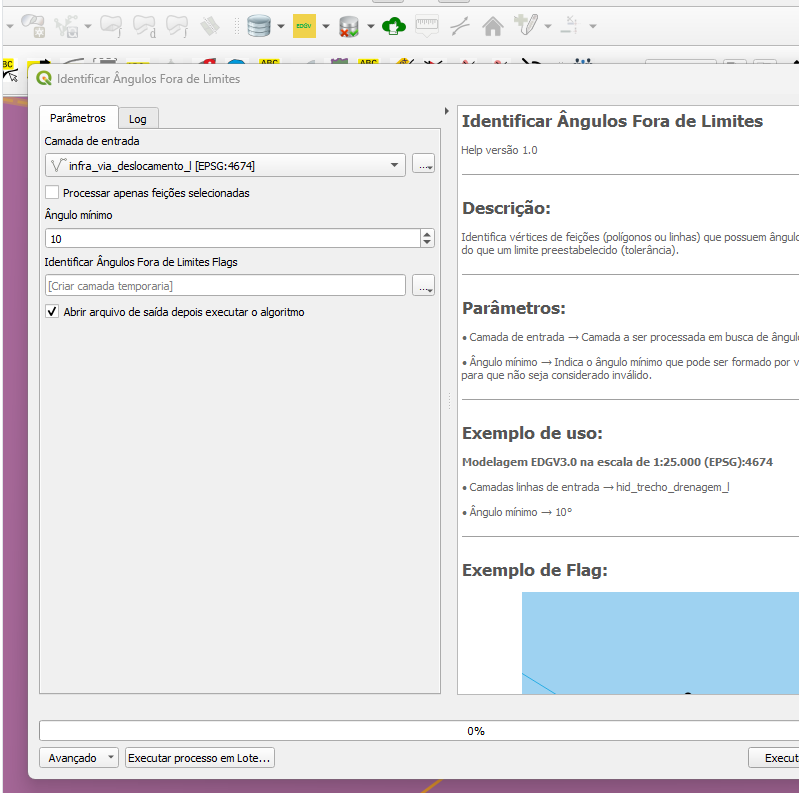 EDGV
BC
ABC
ABC
Identificar Ângulos Fora de Limites
Parâmetros
Log
Camada de entrada
infra_via_deslocamento_l [EPSG:4674]
...
Processar apenas feições selecionadas
Ângulo mínimo
10
Identificar Ângulos Fora de Limites Flags
[Criar camada temporaria]
...
Abrir arquivo de saída depois executar o algoritmo
Identificar Ângulos Fora de Limites
Help versão 1.0
Descrição:
Identifica vértices de feições (polígonos ou linhas) que possuem ângulo
do que um limite preestabelecido (tolerância).
Parâmetros:
• Camada de entrada → Camada a ser processada em busca de ângulo
• Ângulo mínimo → Indica o ângulo mínimo que pode ser formado por v
para que não seja considerado inválido.
Exemplo de uso:
Modelagem EDGV3.0 na escala de 1:25.000 (EPSG):4674
• Camadas linhas de entrada → hid_trecho_drenagem_l
• Ângulo mínimo → 10°
Exemplo de Flag:
0%
Avançado
Executar processo em Lote...
Execut